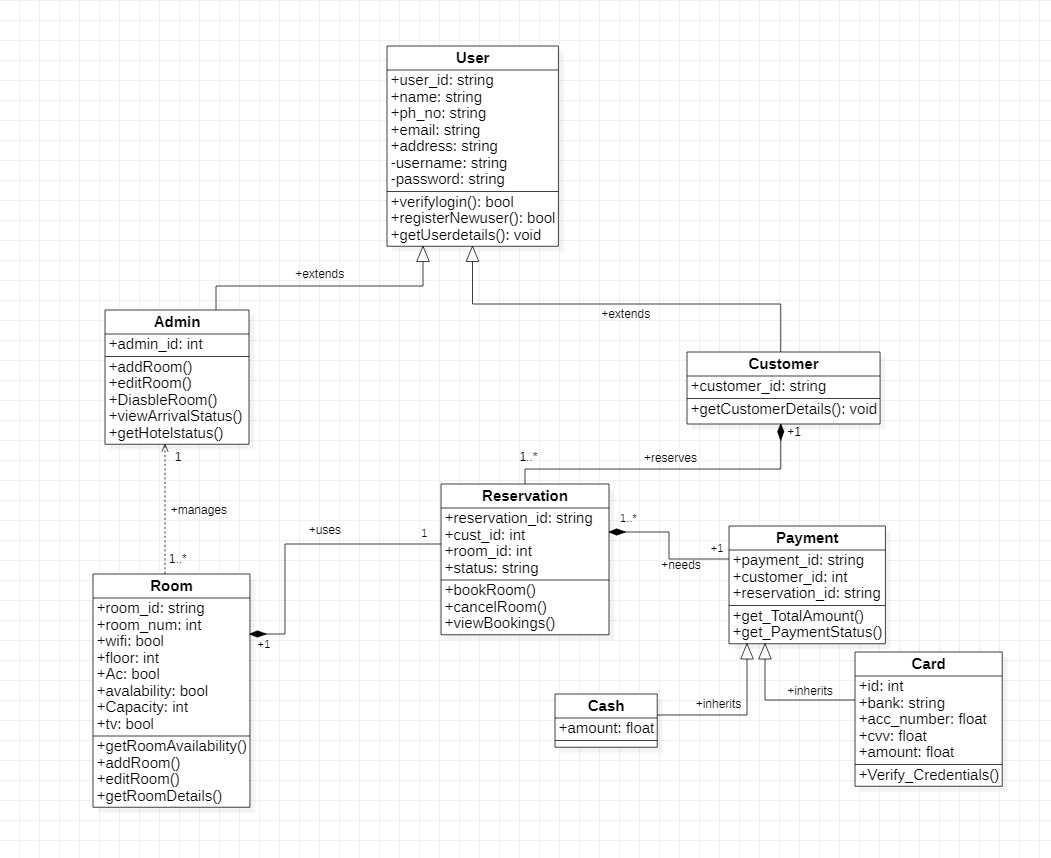 User
+user_id: string
+name: string
+ph_no: string
+email: string
+address: string
-username: string
-password: string
+verifylogin(): bool
+registerNewuser(): bool
+getUserdetails(): void
+extends
+extends
Admin
+admin_id: int
+addRoom()
+editRoom()
+DiasbleRoom()
+viewArrivalStatus()
+getHotelstatus()
Customer
+customer_id: string
+getCustomerDetails(): void
+1
1..*
+reserves
1
+manages
1..*
Reservation
+reservation_id: string
+cust_id: int
+room_id: int
+status: string
+bookRoom()
+cancelRoom()
+viewBookings()
+uses
1
+1
1..*
+1
+needs
Payment
+payment_id: string
+customer_id: int
+reservation_id: string
+get_TotalAmount()
+get_PaymentStatus()
Room
+room_id: string
+room_num: int
+wifi: bool
+floor: int
+Ac: bool
+avalability: bool
+Capacity: int
+tv: bool
+getRoomAvailability()
+addRoom()
+editRoom()
+getRoomDetails()
Cash
+amount: float
+inherits
+inherits
Card
+id: int
+bank: string
+acc_number: float
+cvv: float
+amount: float
+Verify_Credentials()